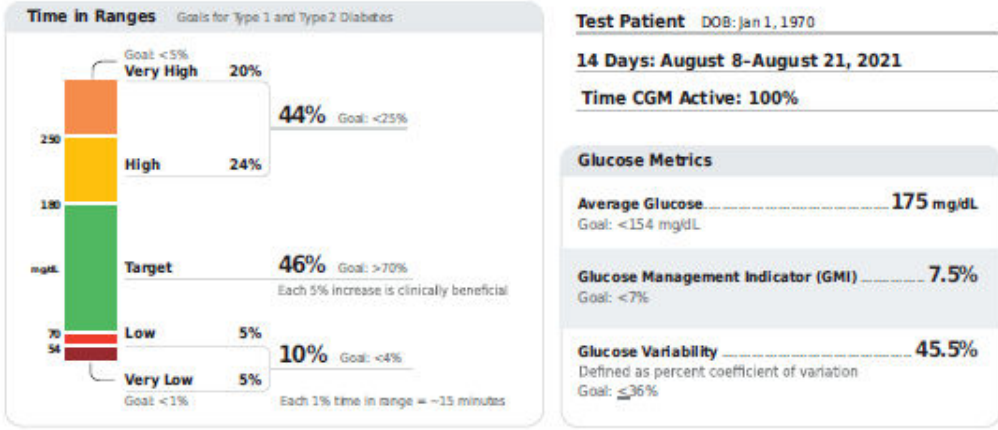 Time in Ranges Goals for Type 1 and Type 2 Diabetes
Goal: <5%
Very High 20%
44% Goal: <25%
250
High 24%
180
mg/dL
Target 46% Goal: >70%
Each 5% increase is clinically beneficial
70
Low 5%
54
10% Goal: <4%
Very Low 5%
Goal: <1%
Each 1% time in range = ~15 minutes
Test Patient DOB: Jan 1, 1970
14 Days: August 8–August 21, 2021
Time CGM Active: 100%
Glucose Metrics
Average Glucose 175 mg/dL
Goal: <154 mg/dL
Glucose Management Indicator (GMI) 7.5%
Goal: <7%
Glucose Variability 45.5%
Defined as percent coefficient of variation
Goal: ≤36%